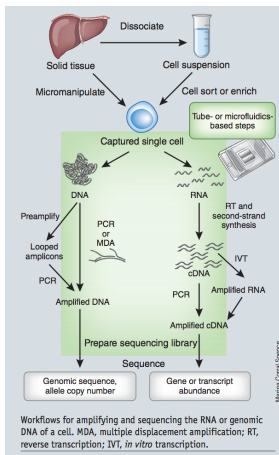 Dissociate
Solid tissue
Cell suspension
Micromanipulate
Cell sort or enrich
Tube- or microfluidics-
based steps
Captured single cell
DNA
RNA
Preamplify
PCR
or
MDA
RT and
second-strand
synthesis
Looped
amplicons
IVT
cDNA
PCR
PCR
Amplified RNA
Amplified DNA
Amplified cDNA
Prepare sequencing library
Sequence
Genomic sequence,
allele copy number
Gene or transcript
abundance
Workflows for amplifying and sequencing the RNA or genomic
DNA of a cell. MDA, multiple displacement amplification; RT,
reverse transcription; IVT, in vitro transcription.